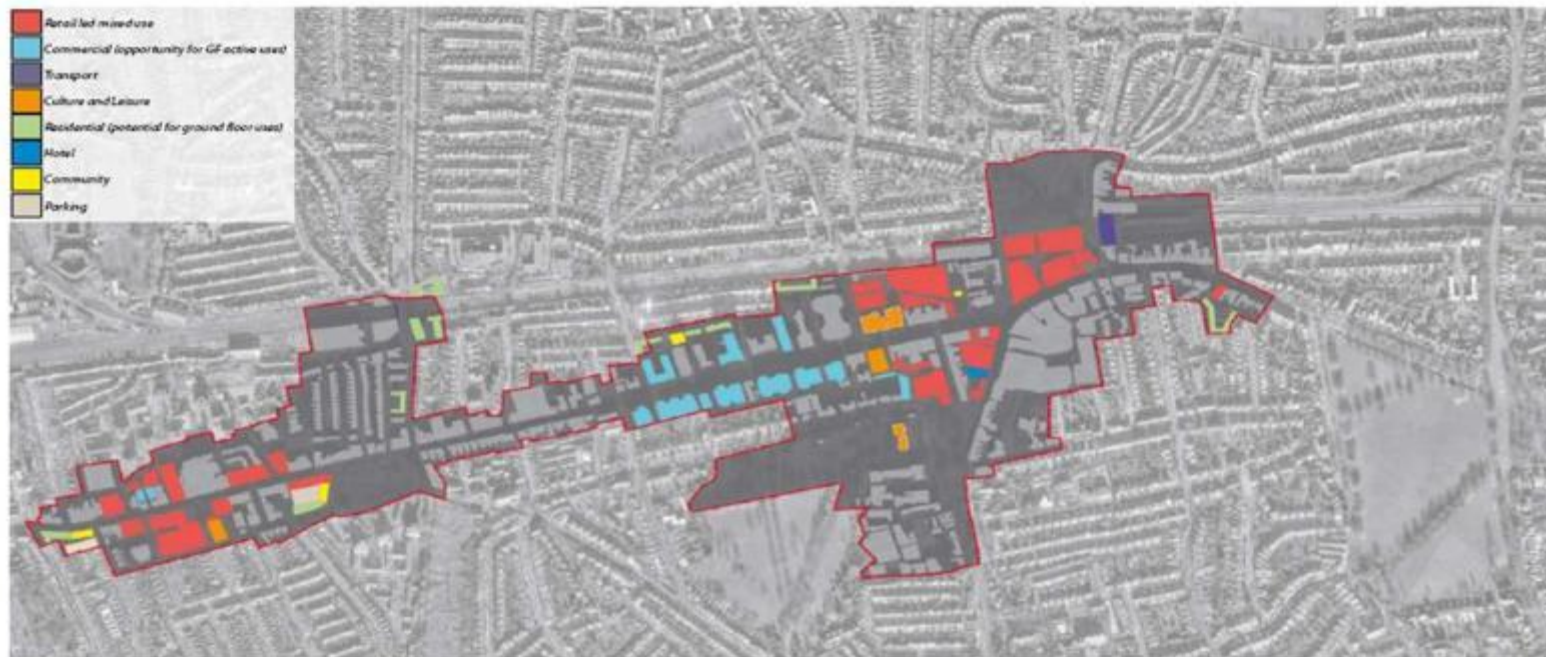 Retail led mixed use
Commercial (opportunity for GF active uses)
Transport
Culture and Leisure
Residential (potential for ground floor uses)
Hotel
Community
Parking